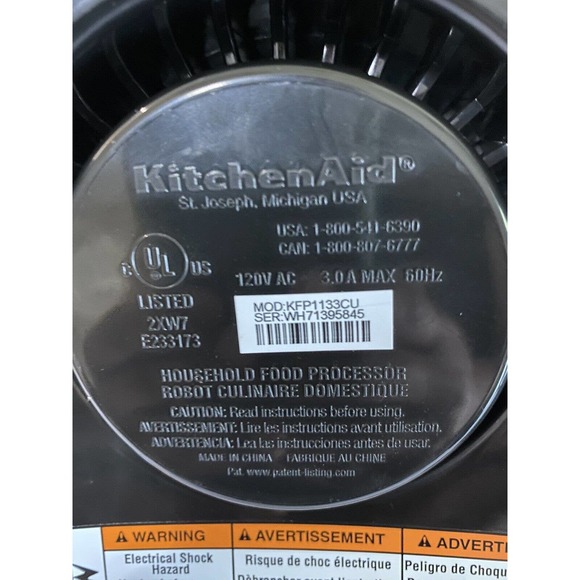 KitchenAid®
St. Joseph, Michigan USA
USA: 1-800-541-6390
CAN: 1-800-807-6777
C UL US
LISTED
2XW7
E233173
120V AC 3.0A MAX 60Hz
MOD:KFP1133CU
SER:WH71395845
HOUSEHOLD FOOD PROCESSOR
ROBOT CULINAIRE DOMESTIQUE
CAUTION: Read instructions before using.
AVERTISSEMENT: Lire les instructions avant utilisation.
ADVERTENCIA: Lea las instrucciones antes de usar.
MADE IN CHINA FABRIQUE AU CHINE
Pat. www.patent-listing.com
WARNING
Electrical Shock
Hazard
AVERTISSEMENT
Risque de choc électrique
Débrancher avant
ADVERT
Peligro de Choque